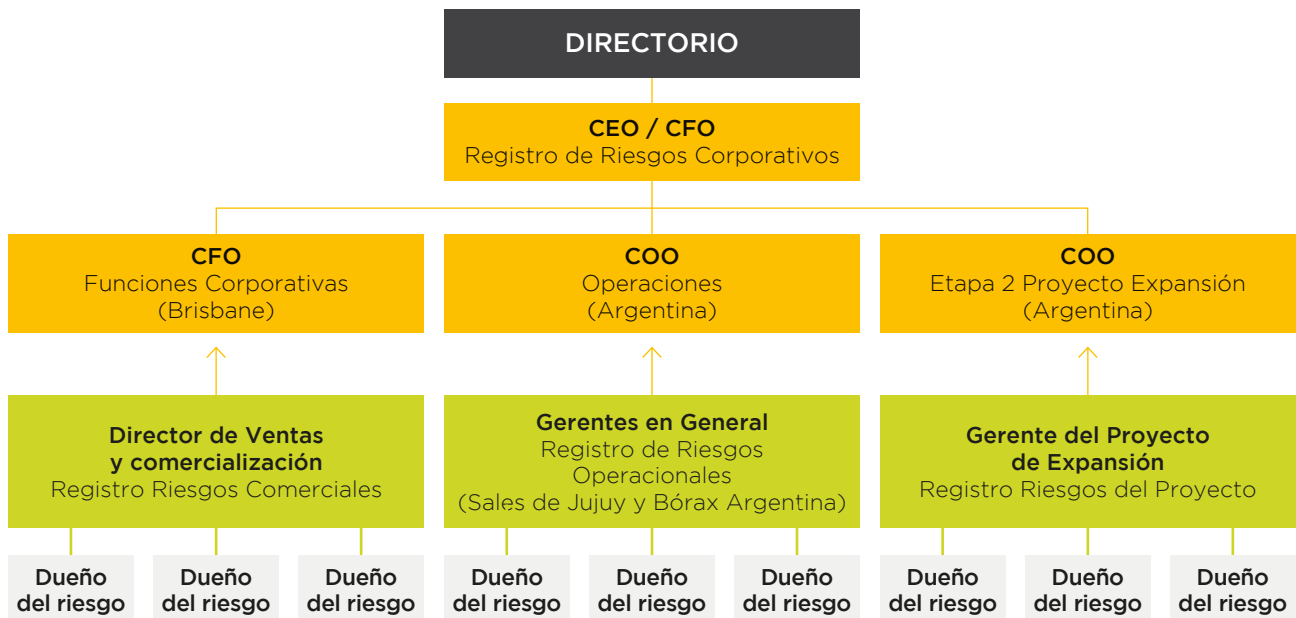 DIRECTORIO
CEO / CFO
Registro de Riesgos Corporativos
CFO
Funciones Corporativas
(Brisbane)
COO
Operaciones
(Argentina)
COO
Etapa 2 Proyecto Expansión
(Argentina)
Director de Ventas
y comercialización
Registro Riesgos Comerciales
Gerentes en General
Registro de Riesgos
Operacionales
(Sales de Jujuy y Bórax Argentina)
Gerente del Proyecto
de Expansión
Registro Riesgos del Proyecto
Dueño
del riesgo
Dueño
del riesgo
Dueño
del riesgo
Dueño
del riesgo
Dueño
del riesgo
Dueño
del riesgo
Dueño
del riesgo
Dueño
del riesgo
Dueño
del riesgo